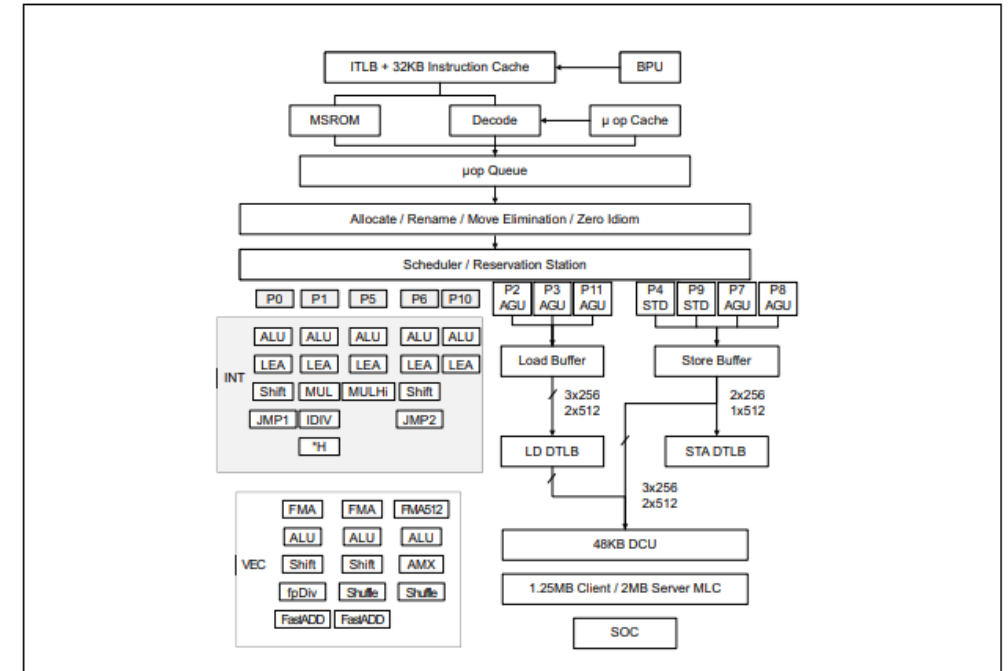 ITLB + 32KB Instruction Cache
BPU
MSROM
Decode
μ op Cache
μop Queue
Allocate / Rename / Move Elimination / Zero Idiom
Scheduler / Reservation Station
P0 P1 P5 P6 P10
P2 AGU
P3 AGU
P11 AGU
P4 STD
P9 STD
P7 AGU
P8 AGU
INT
ALU ALU ALU ALU ALU
LEA LEA LEA LEA LEA
Shift MUL MULHi Shift
JMP1 IDIV JMP2
*H
Load Buffer
Store Buffer
3x256
2x512
2x256
1x512
LD DTLB
STA DTLB
3x256
2x512
VEC
FMA FMA FMA512
ALU ALU ALU
Shift Shift AMX
fpDiv Shuffle Shuffle
FastADD FastADD
48KB DCU
1.25MB Client / 2MB Server MLC
SOC